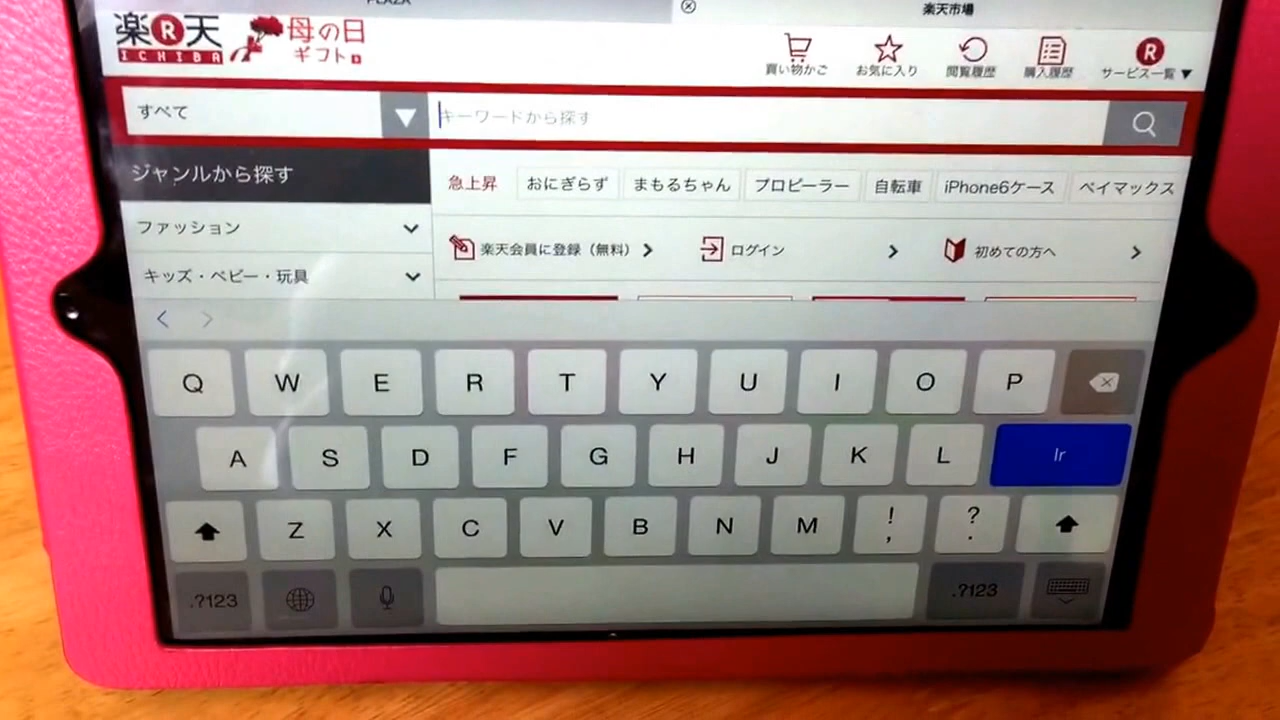 PLAZA
楽天市場
楽R天 母の日
ICHIBA ギフト
買い物かご お気に入り 閲覧履歴 購入履歴 サービス一覧
すべて キーワードから探す
ジャンルから探す
急上昇 おにぎらず まもるちゃん プロピーラー 自転車 iPhone6ケース ベイマックス
ファッション
楽天会員に登録（無料） ログイン 初めての方へ
キッズ・ベビー・玩具
Q W E R T Y U I O P
A S D F G H J K L Ir
Z X C V B N M ! , ? .
.?123 .?123